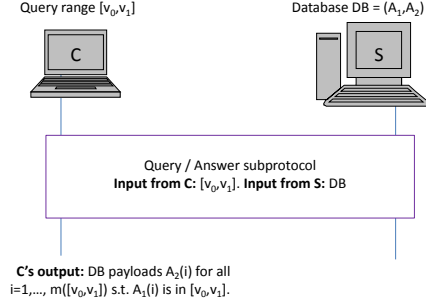 Query range [v₀,v₁]
Database DB = (A₁,A₂)
C
S
Query / Answer subprotocol
Input from C: [v₀,v₁]. Input from S: DB
C's output: DB payloads A₂(i) for all
i=1,…, m([v₀,v₁]) s.t. A₁(i) is in [v₀,v₁].